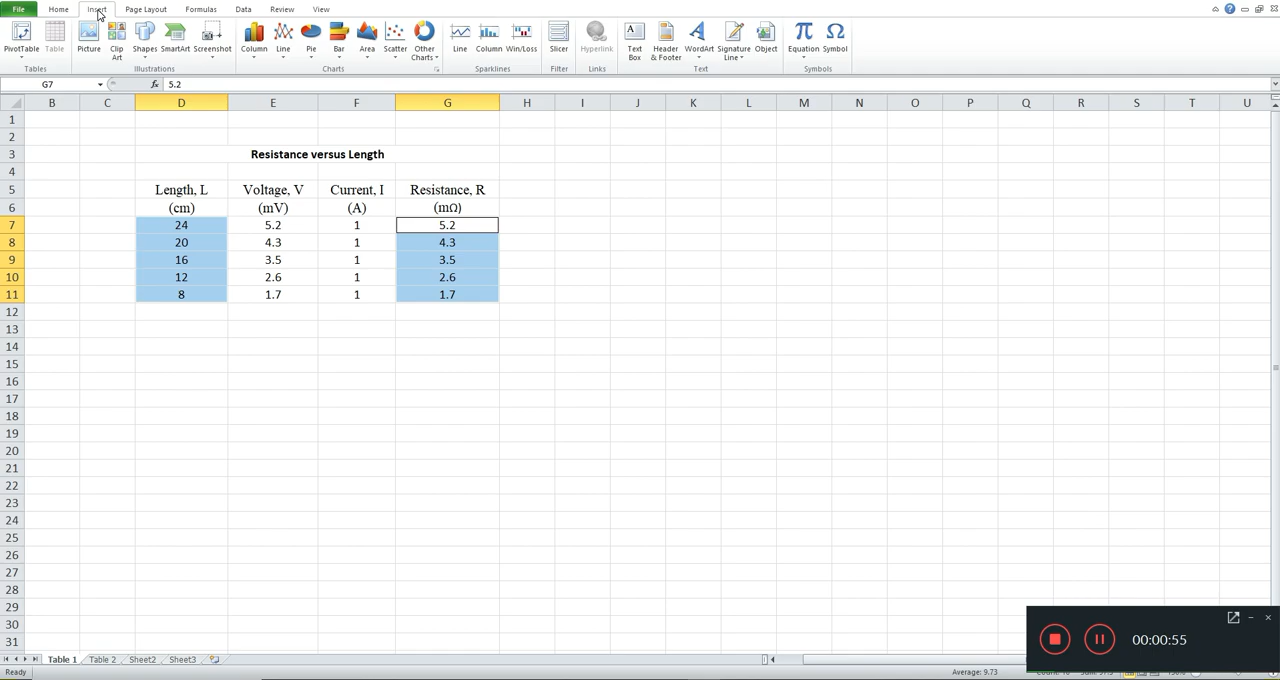 File Home Insert Page Layout Formulas Data Review View
PivotTable Table Picture Clip Art Shapes SmartArt Screenshot Column Line Pie Bar Area Scatter Other Charts Line Column Win/Loss Slicer Hyperlink Text Box Header & Footer WordArt Signature Line Object Equation Symbol
Tables Illustrations Charts Sparklines Filter Links Text Symbols
G7 fx 5.2
B C D E F G H I J K L M N O P Q R S T U
1
2
3 Resistance versus Length
4
5 Length, L Voltage, V Current, I Resistance, R
6 (cm) (mV) (A) (mΩ)
7 24 5.2 1 5.2
8 20 4.3 1 4.3
9 16 3.5 1 3.5
10 12 2.6 1 2.6
11 8 1.7 1 1.7
12
13
14
15
16
17
18
19
20
21
22
23
24
25
26
27
28
29
30
31
00:00:55
Table 1 Table 2 Sheet2 Sheet3
Ready Average: 9.73